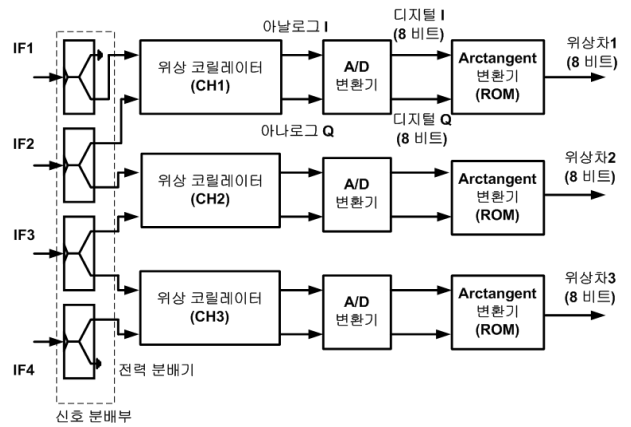 아날로그 I
디지털 I
(8 비트)
IF1
위상 코릴레이터
(CH1)
A/D
변환기
Arctangent
변환기
(ROM)
위상차1
(8 비트)
IF2
아나로그 Q
디지털 Q
(8 비트)
위상 코릴레이터
(CH2)
A/D
변환기
Arctangent
변환기
(ROM)
위상차2
(8 비트)
IF3
위상 코릴레이터
(CH3)
A/D
변환기
Arctangent
변환기
(ROM)
위상차3
(8 비트)
IF4
전력 분배기
신호 분배부